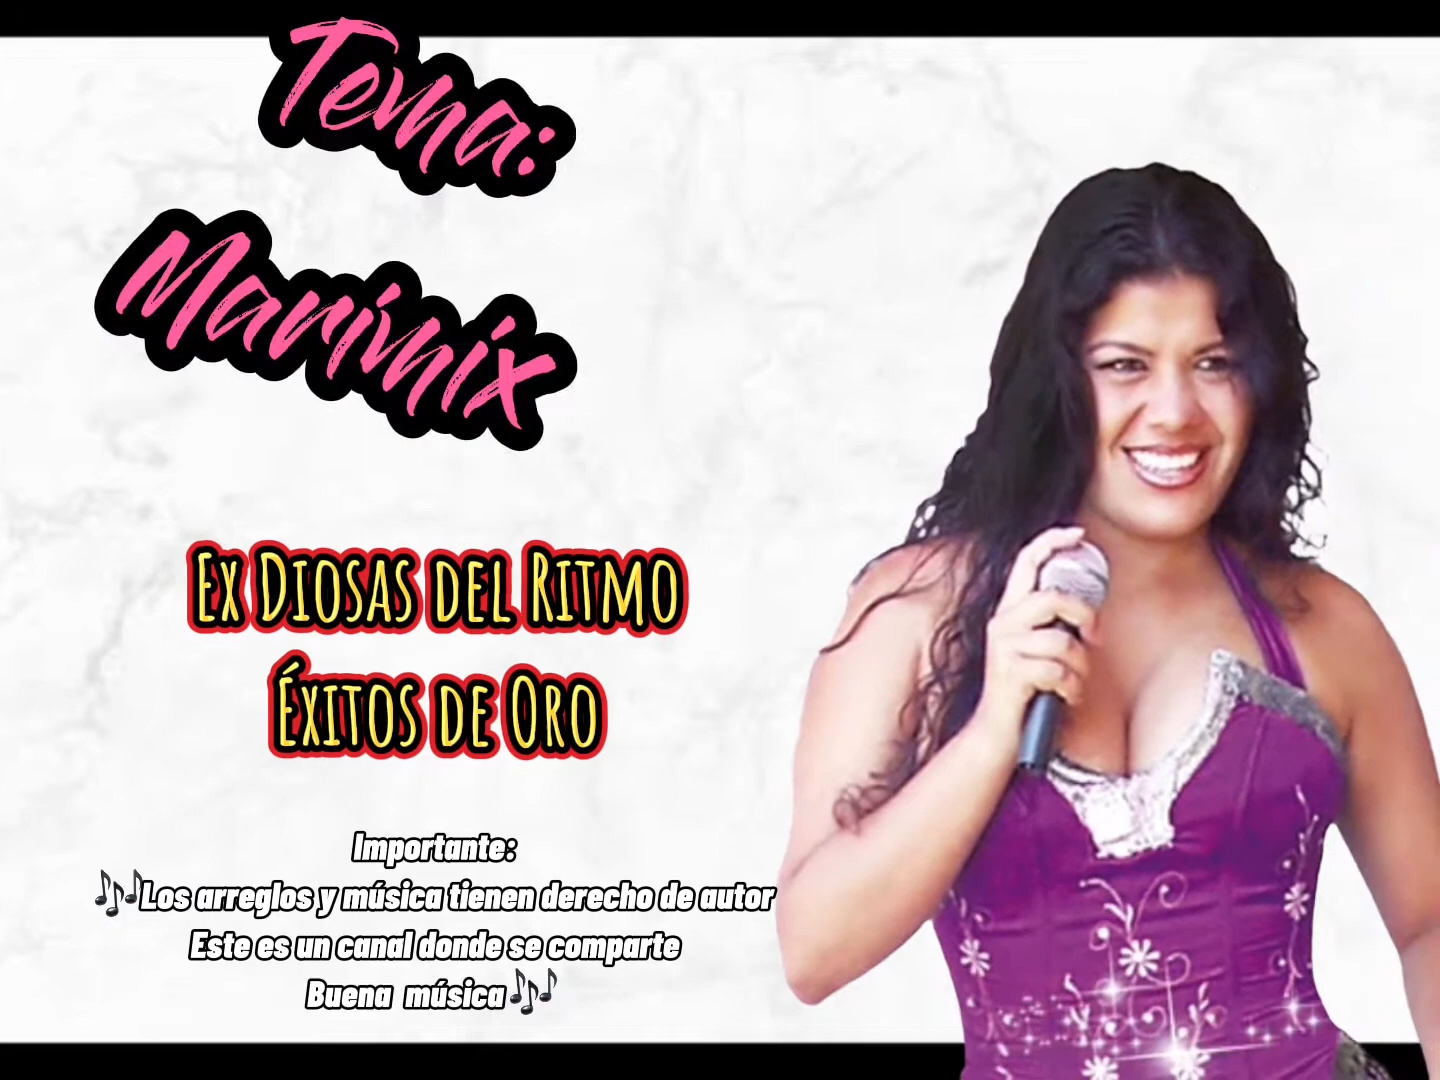 Tema:
Marimix
Ex Diosas del Ritmo
Éxitos de Oro
Importante:
🎶Los arreglos y música tienen derecho de autor
Este es un canal donde se comparte
Buena música🎶